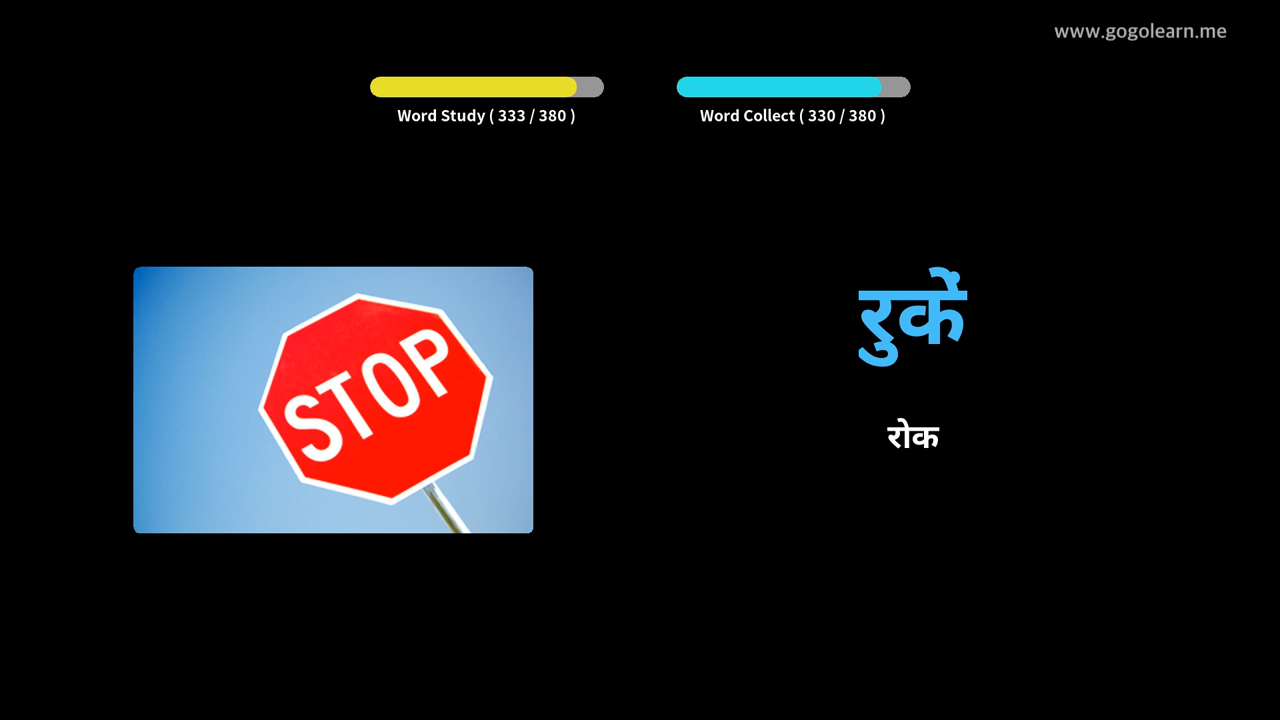 www.gogolearn.me
Word Study ( 333 / 380 )
Word Collect ( 330 / 380 )
STOP
रुकें
रोक